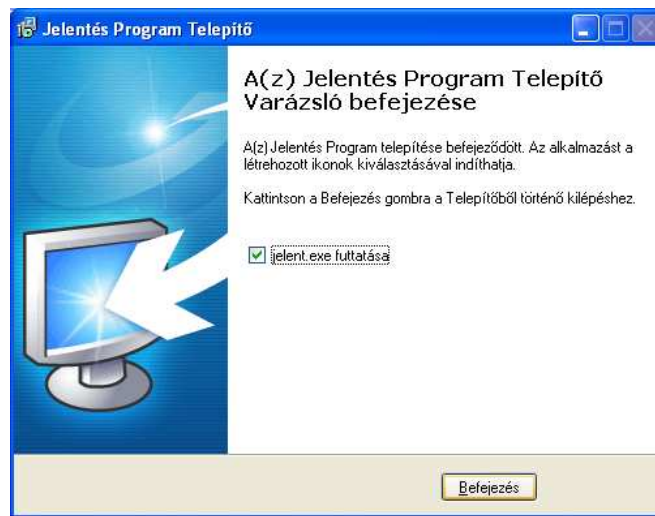 Jelentés Program Telepítő
A(z) Jelentés Program Telepítő
Varázsló befejezése
A(z) Jelentés Program telepítése befejeződött. Az alkalmazást a
létrehozott ikonok kiválasztásával indíthatja.
Kattintson a Befejezés gombra a Telepítőből történő kilépéshez.
jelent.exe futtatása
Befejezés